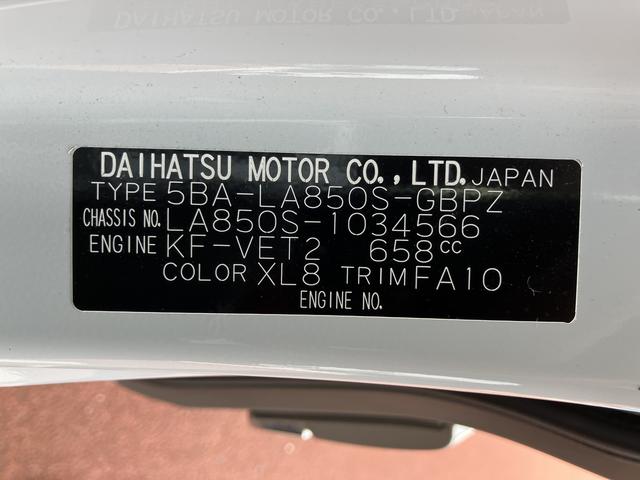 DAIHATSU MOTOR CO., LTD. JAPAN
TYPE 5BA-LA850S-GBPZ
CHASSIS NO. LA850S-1034566
ENGINE KF-VET2 658cc
COLOR XL8 TRIM FA10
ENGINE NO.